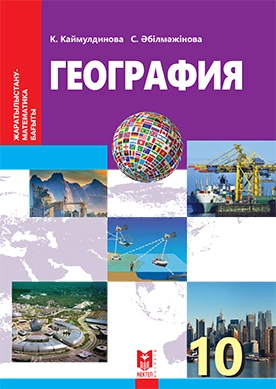 К. Каймулдинова С. Әбілмәжінова
ГЕОГРАФИЯ
ЖАРАТЫЛЫСТАНУ-
МАТЕМАТИКА
БАҒЫТЫ
МЕКТЕП
10